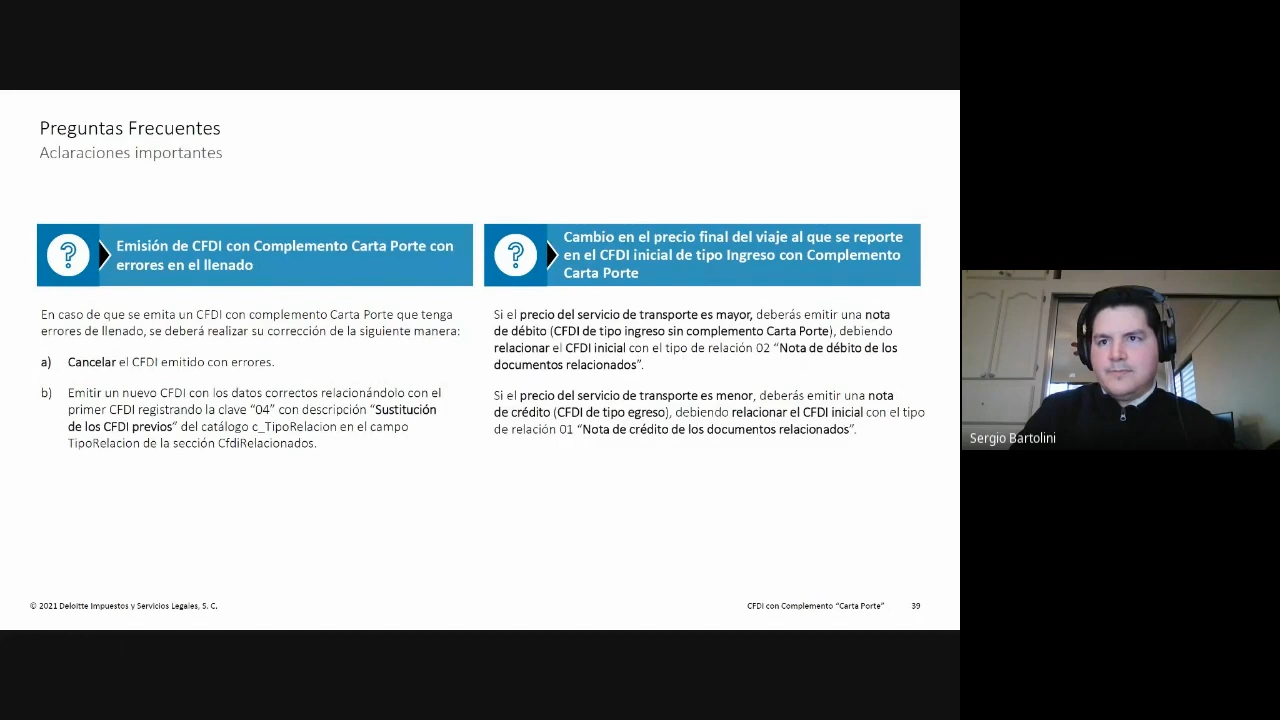 Preguntas Frecuentes
Aclaraciones importantes
Emisión de CFDI con Complemento Carta Porte con
errores en el llenado
En caso de que se emita un CFDI con complemento Carta Porte que tenga
errores de llenado, se deberá realizar su corrección de la siguiente manera:
a) Cancelar el CFDI emitido con errores.
b) Emitir un nuevo CFDI con los datos correctos relacionándolo con el
primer CFDI registrando la clave “04” con descripción “Sustitución
de los CFDI previos” del catálogo c_TipoRelacion en el campo
TipoRelacion de la sección CfdiRelacionados.
Cambio en el precio final del viaje al que se reporte
en el CFDI inicial de tipo Ingreso con Complemento
Carta Porte
Si el precio del servicio de transporte es mayor, deberás emitir una nota
de débito (CFDI de tipo ingreso sin complemento Carta Porte), debiendo
relacionar el CFDI inicial con el tipo de relación 02 “Nota de débito de los
documentos relacionados”.
Si el precio del servicio de transporte es menor, deberás emitir una nota
de crédito (CFDI de tipo egreso), debiendo relacionar el CFDI inicial con el tipo
de relación 01 “Nota de crédito de los documentos relacionados”.
© 2021 Deloitte Impuestos y Servicios Legales, S. C.
CFDI con Complemento “Carta Porte” 39
Sergio Bartolini